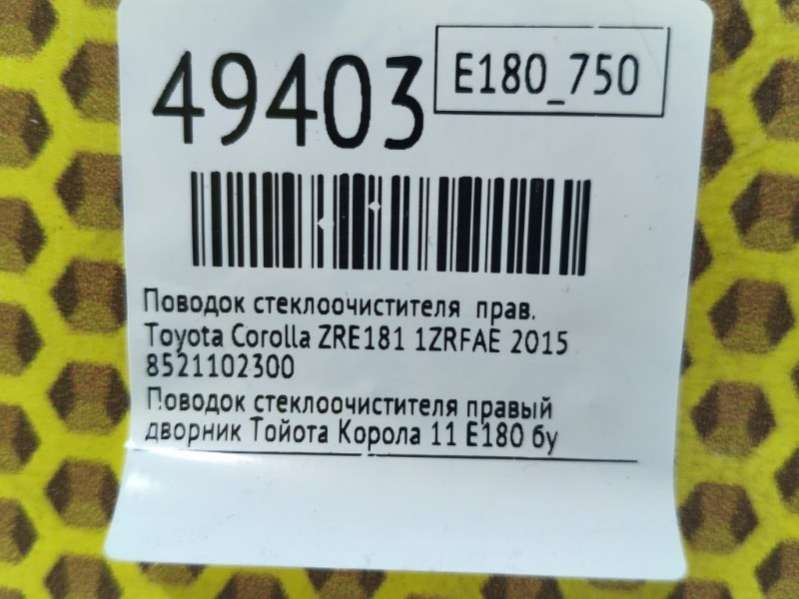 49403
E180_750
Поводок стеклоочистителя прав.
Toyota Corolla ZRE181 1ZRFAE 2015
8521102300
Поводок стеклоочистителя правый
дворник Тойота Корола 11 Е180 бу